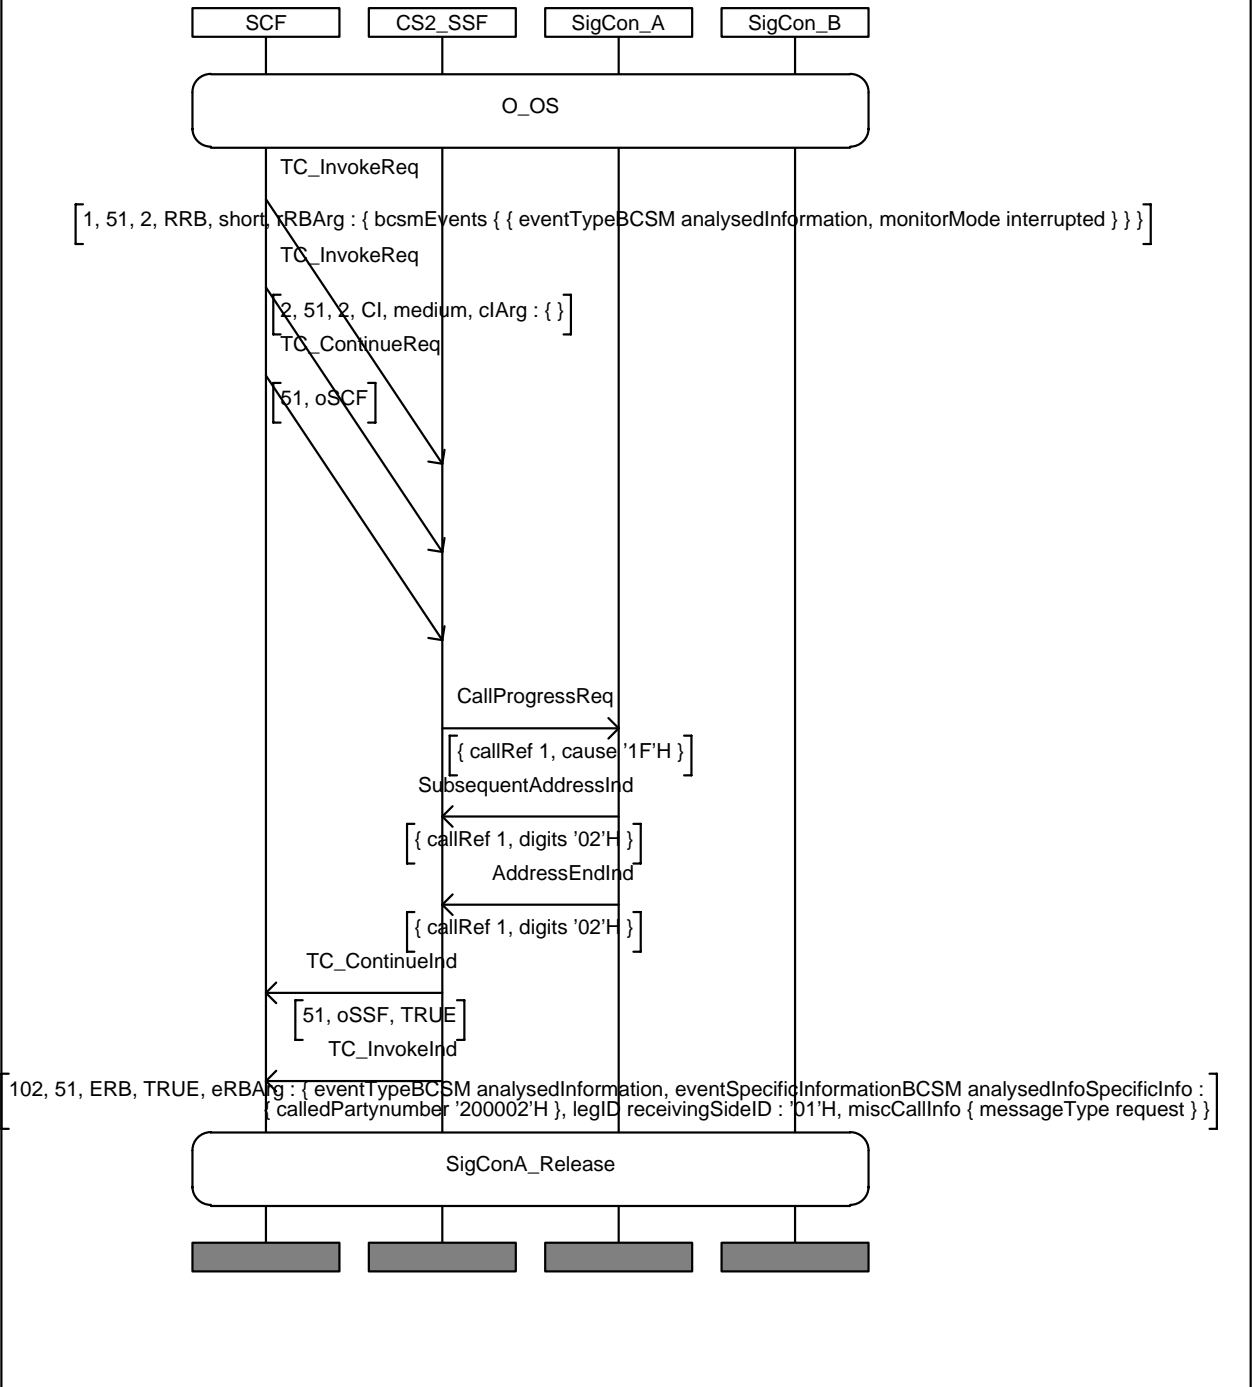 SCF CS2_SSF SigCon_A SigCon_B
O_OS
TC_InvokeReq
1, 51, 2, RRB, short, rRBArg : { bcsmEvents { { eventTypeBCSM analysedInformation, monitorMode interrupted } } }
TC_InvokeReq
2, 51, 2, CI, medium, cIArg : { }
TC_ContinueReq
51, oSCF
CallProgressReq
{ callRef 1, cause ’1F’H }
SubsequentAddressInd
{ callRef 1, digits ’02’H }
AddressEndInd
{ callRef 1, digits ’02’H }
TC_ContinueInd
51, oSSF, TRUE
TC_InvokeInd
102, 51, ERB, TRUE, eRBArg : { eventTypeBCSM analysedInformation, eventSpecificInformationBCSM analysedInfoSpecificInfo :
{ calledPartynumber ’200002’H }, legID receivingSideID : ’01’H, miscCallInfo { messageType request } }
SigConA_Release